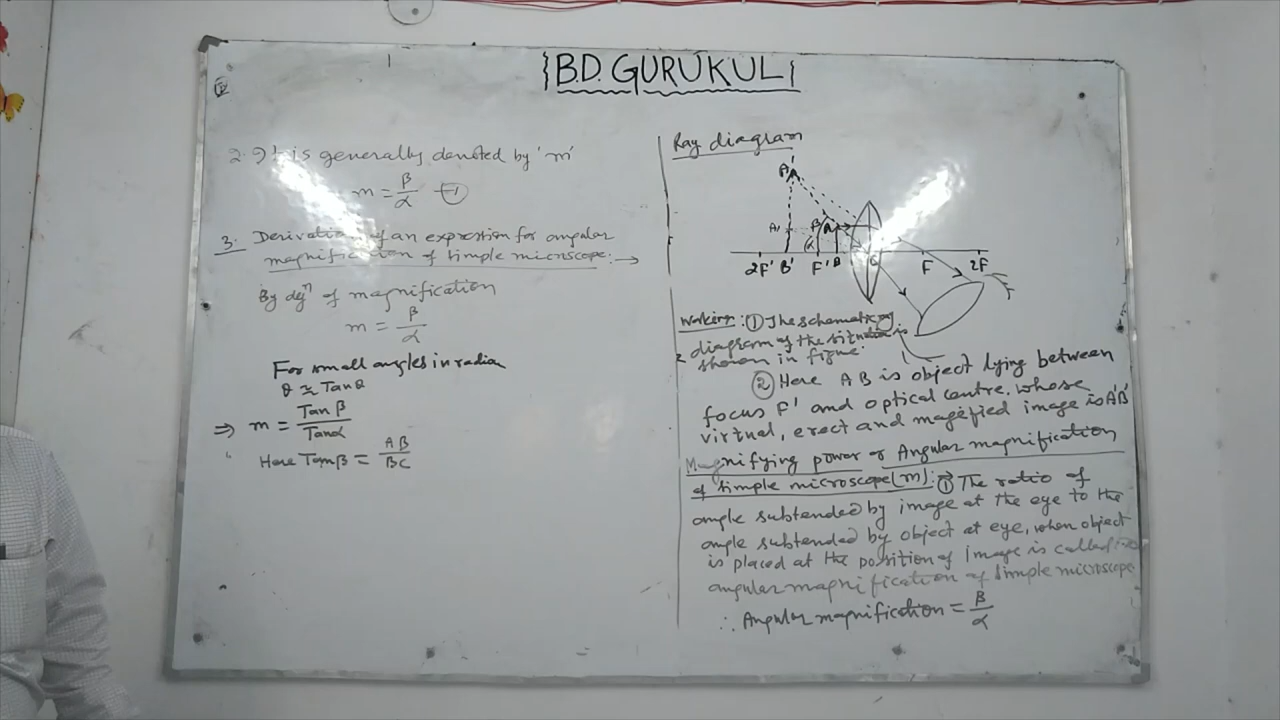 B.D. GURUKUL
2. It is generally denoted by 'm'
m = β/α —①
3. Derivation of an expression for angular
magnification of simple microscope: →
By defⁿ of magnification
m = β/α
For small angles in radian
θ ≃ Tanθ
⇒ m = Tanβ/Tanα
Here Tanβ = AB/BC
Ray diagram
A'
A₁ β A
α
2F' B' F' B C F 2F
Working: ① The schematic
diagram of the situation is
shown in figure.
② Here AB is object lying between
focus F' and optical centre, whose
virtual, erect and magified image is A'B'
Magnifying power or Angular magnification
of simple microscope(m): → ① The ratio of
angle subtended by image at the eye to the
angle subtended by object at eye, when object
is placed at the position of image is called
angular magnification of simple microscope
∴ Angular magnification = β/α